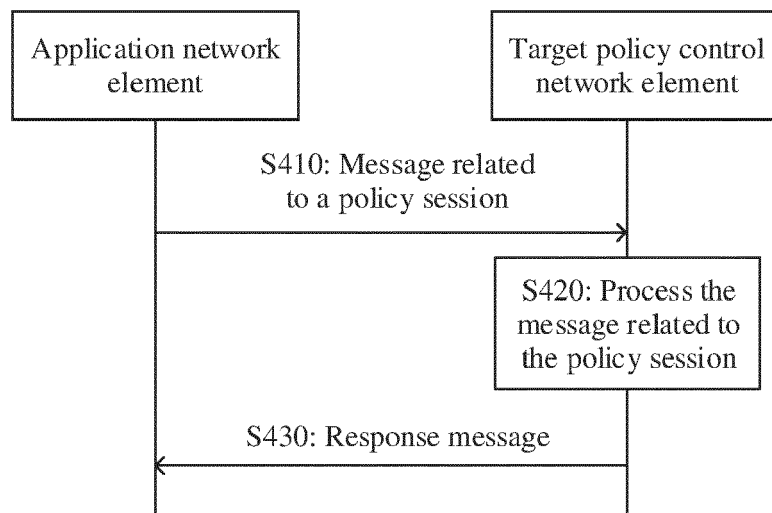 Application network
element
Target policy control
network element
S410: Message related
to a policy session
S420: Process the
message related to
the policy session
S430: Response message